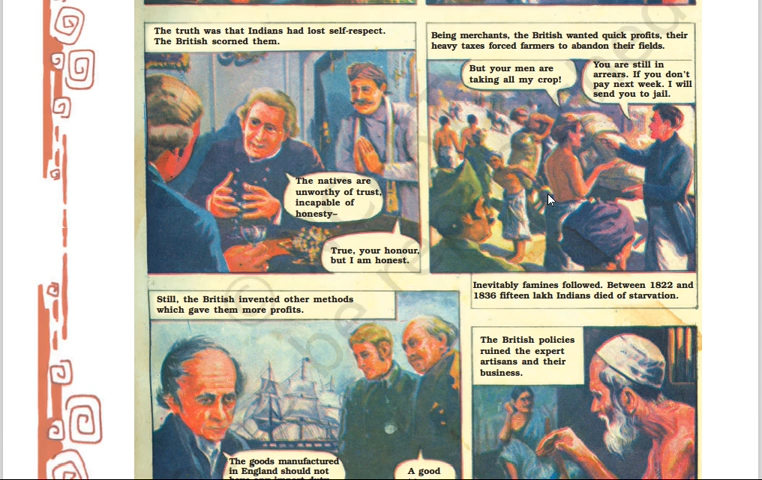 The truth was that Indians had lost self-respect.
The British scorned them.
The natives are
unworthy of trust,
incapable of
honesty–
True, your honour,
but I am honest.
Being merchants, the British wanted quick profits, their
heavy taxes forced farmers to abandon their fields.
But your men are
taking all my crop!
You are still in
arrears. If you don't
pay next week. I will
send you to jail.
Inevitably famines followed. Between 1822 and
1836 fifteen lakh Indians died of starvation.
Still, the British invented other methods
which gave them more profits.
The goods manufactured
in England should not
A good
The British policies
ruined the expert
artisans and their
business.